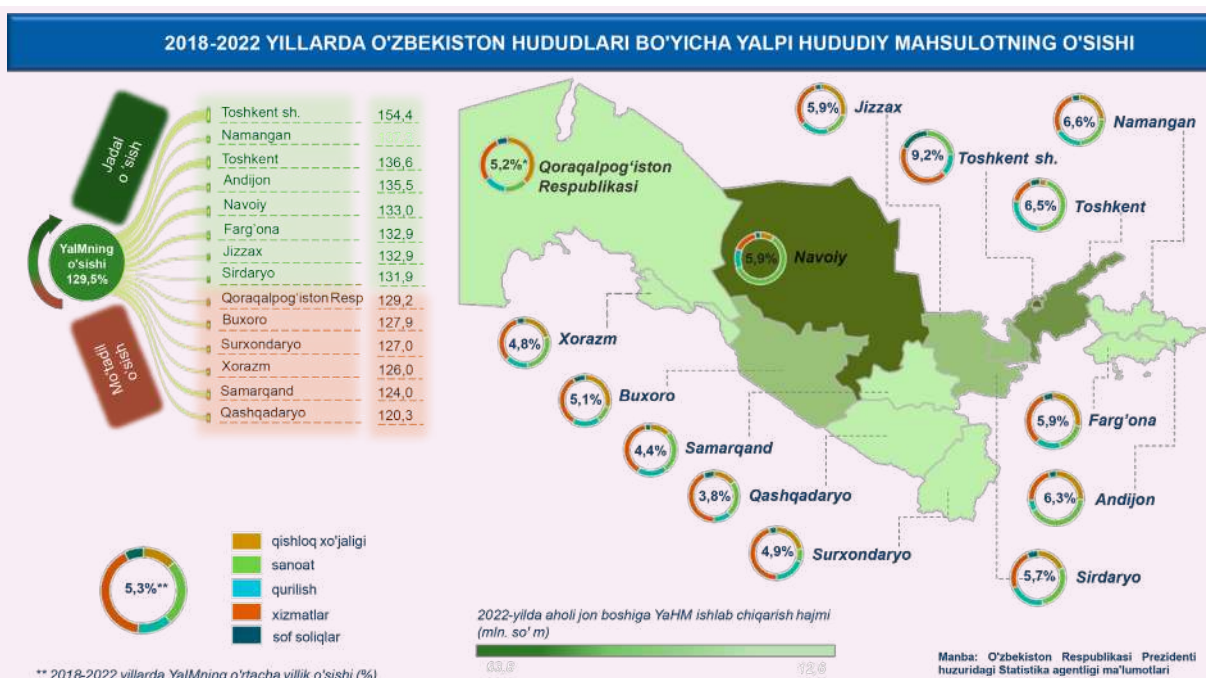 2018-2022 YILLARDA O'ZBEKISTON HUDUDLARI BO'YICHA YALPI HUDUDIY MAHSULOTNING O'SISHI
Jadal
o'sish
YaIMning
o'sishi
129,5%
Mo'tadil
o'sish
Toshkent sh. 154,4
Namangan
Toshkent 136,6
Andijon 135,5
Navoiy 133,0
Farg'ona 132,9
Jizzax 132,9
Sirdaryo 131,9
Qoraqalpog'iston Resp 129,2
Buxoro 127,9
Surxondaryo 127,0
Xorazm 126,0
Samarqand 124,0
Qashqadaryo 120,3
5,2%*
Qoraqalpog'iston
Respublikasi
5,9%
Jizzax
9,2%
Toshkent sh.
6,6%
Namangan
6,5%
Toshkent
5,9%
Navoiy
4,8%
Xorazm
5,1%
Buxoro
4,4%
Samarqand
3,8%
Qashqadaryo
4,9%
Surxondaryo
5,9%
Farg'ona
6,3%
Andijon
5,7%
Sirdaryo
5,3%**
qishloq xo'jaligi
sanoat
qurilish
xizmatlar
sof soliqlar
** 2018-2022 yillarda YaIMning o'rtacha yillik o'sishi (%)
2022-yilda aholi jon boshiga YaHM ishlab chiqarish hajmi
(mln. so' m)
12,6
Manba: O'zbekiston Respublikasi Prezidenti
huzuridagi Statistika agentligi ma'lumotlari